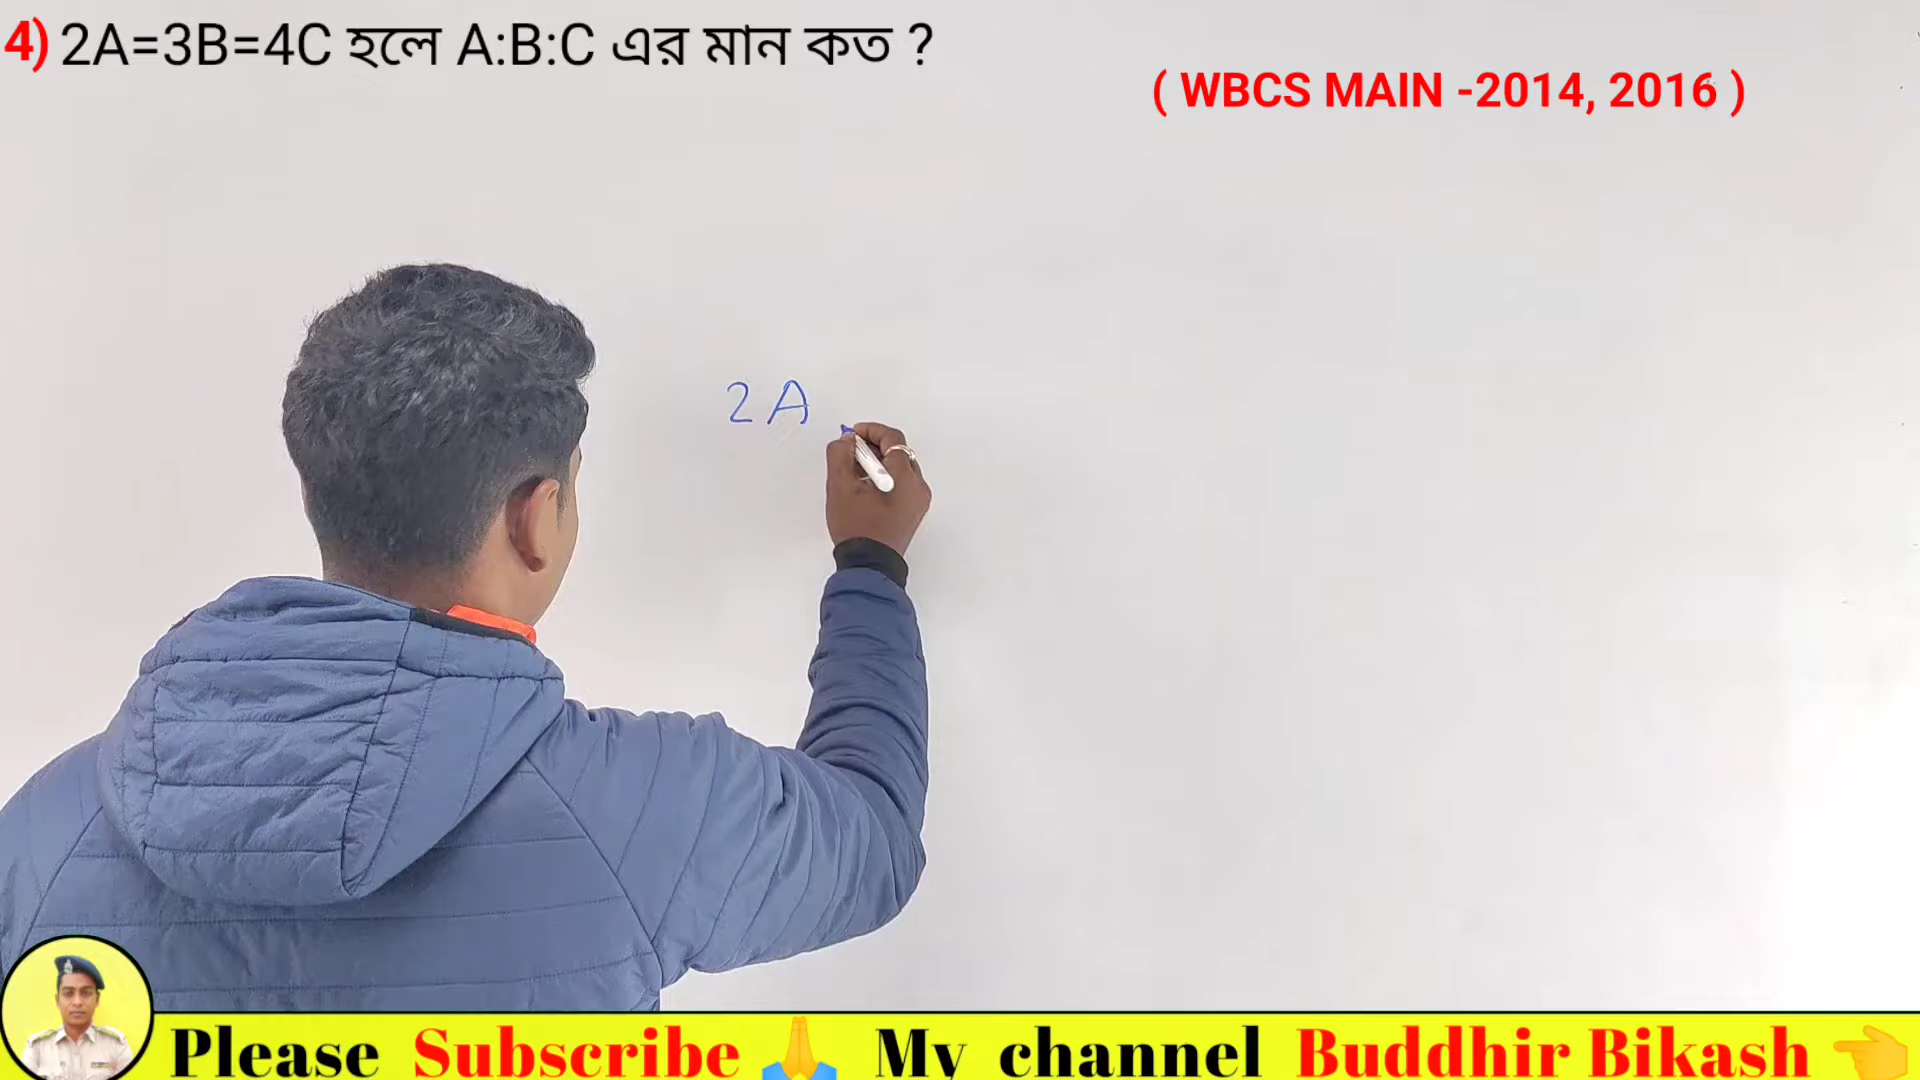 4) 2A=3B=4C হলে A:B:C এর মান কত ?
( WBCS MAIN -2014, 2016 )
2A
Please Subscribe 🙏 My channel Buddhir Bikash 👈